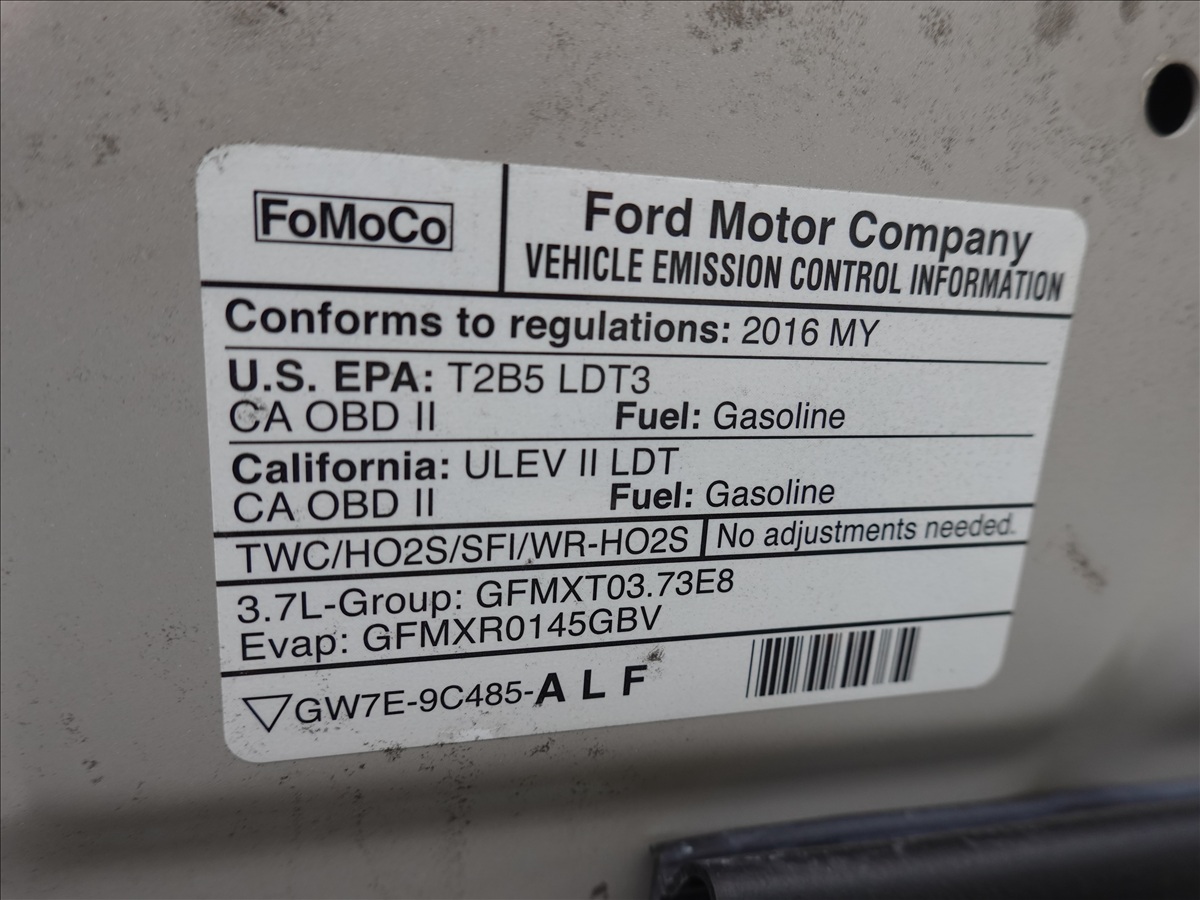 FoMoCo
Ford Motor Company
VEHICLE EMISSION CONTROL INFORMATION
Conforms to regulations: 2016 MY
U.S. EPA: T2B5 LDT3
CA OBD II Fuel: Gasoline
California: ULEV II LDT
CA OBD II Fuel: Gasoline
TWC/HO2S/SFI/WR-HO2S No adjustments needed.
3.7L-Group: GFMXT03.73E8
Evap: GFMXR0145GBV
GW7E-9C485-A L F